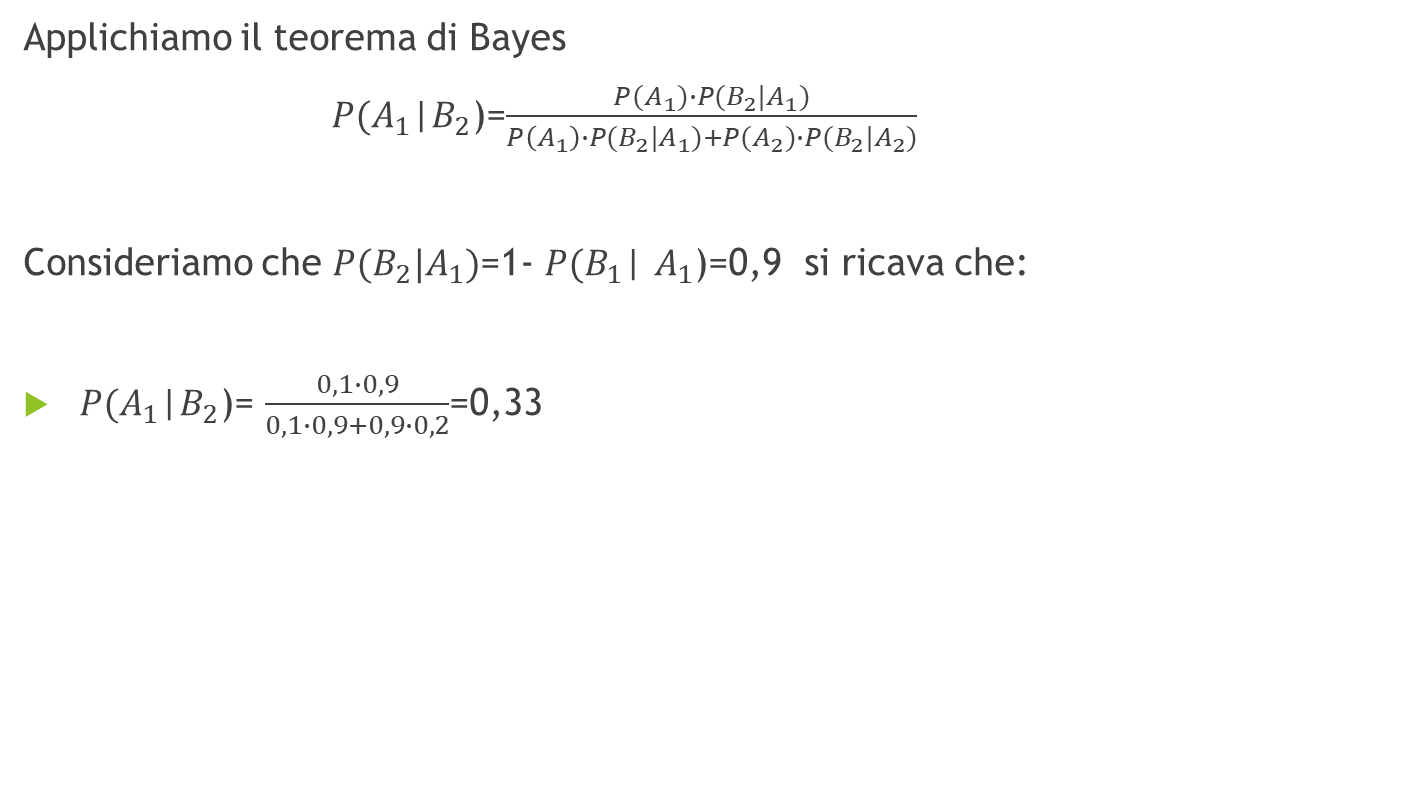 Applichiamo il teorema di Bayes
P(A₁|B₂)=P(A₁)·P(B₂|A₁)/P(A₁)·P(B₂|A₁)+P(A₂)·P(B₂|A₂)
Consideriamo che P(B₂|A₁)=1- P(B₁| A₁)=0,9 si ricava che:
P(A₁|B₂)= 0,1·0,9/0,1·0,9+0,9·0,2=0,33